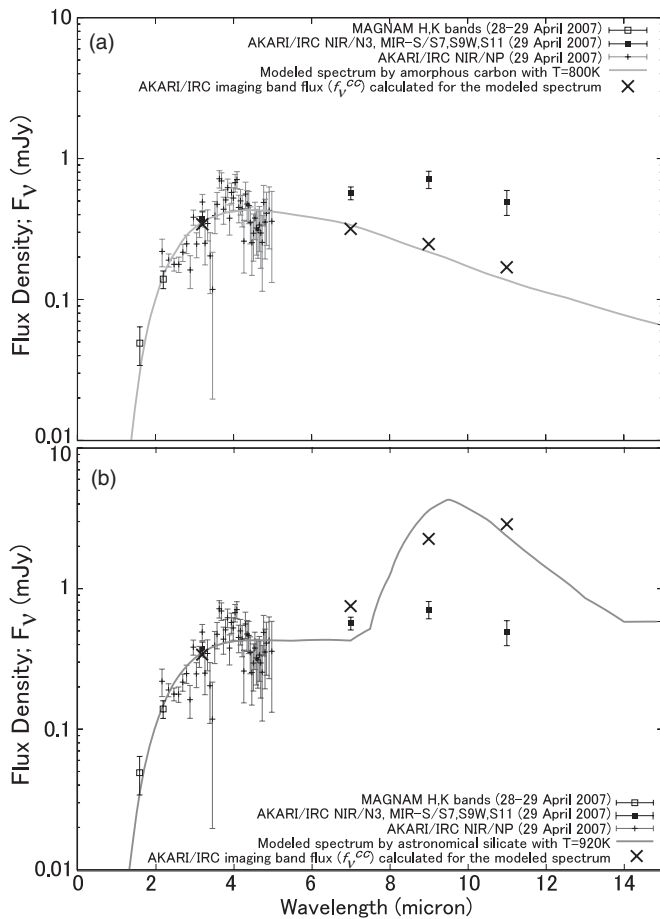 10
(a)
MAGNAM H,K bands (28-29 April 2007)
AKARI/IRC NIR/N3, MIR-S/S7,S9W,S11 (29 April 2007)
AKARI/IRC NIR/NP (29 April 2007)
Modeled spectrum by amorphous carbon with T=800K
AKARI/IRC imaging band flux (fν^cc) calculated for the modeled spectrum
1
Flux Density; Fν (mJy)
0.1
0.01
10
(b)
1
Flux Density; Fν (mJy)
0.1
MAGNAM H,K bands (28-29 April 2007)
AKARI/IRC NIR/N3, MIR-S/S7,S9W,S11 (29 April 2007)
AKARI/IRC NIR/NP (29 April 2007)
Modeled spectrum by astronomical silicate with T=920K
AKARI/IRC imaging band flux (fν^cc) calculated for the modeled spectrum
0.01
0 2 4 6 8 10 12 14
Wavelength (micron)